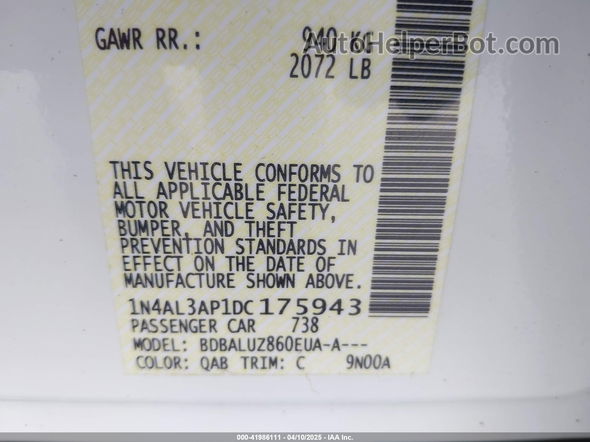 GAWR RR.: 940 KG
AutoHelperBot.com
2072 LB
THIS VEHICLE CONFORMS TO
ALL APPLICABLE FEDERAL
MOTOR VEHICLE SAFETY,
BUMPER, AND THEFT
PREVENTION STANDARDS IN
EFFECT ON THE DATE OF
MANUFACTURE SHOWN ABOVE.
1N4AL3AP1DC175943
PASSENGER CAR 738
MODEL: BDBALUZ860EUA-A---
COLOR: QAB TRIM: C 9N00A
000-41986111 - 04/10/2025 - IAA Inc.